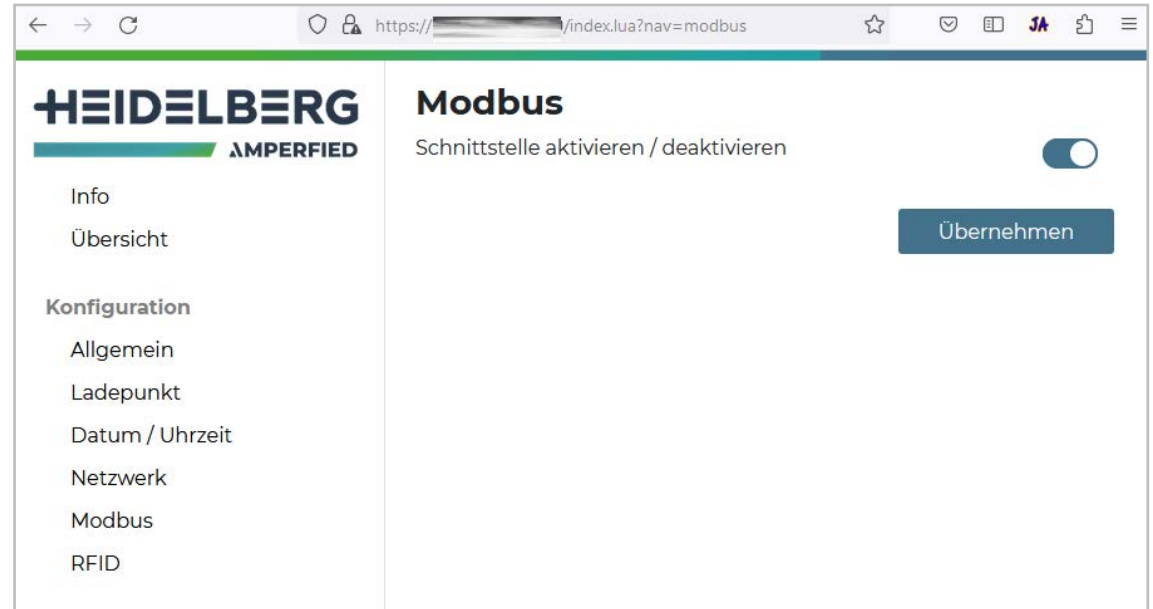 https:// /index.lua?nav=modbus
JA
HEIDELBERG
AMPERFIED
Info
Übersicht
Konfiguration
Allgemein
Ladepunkt
Datum / Uhrzeit
Netzwerk
Modbus
RFID
Modbus
Schnittstelle aktivieren / deaktivieren
Übernehmen